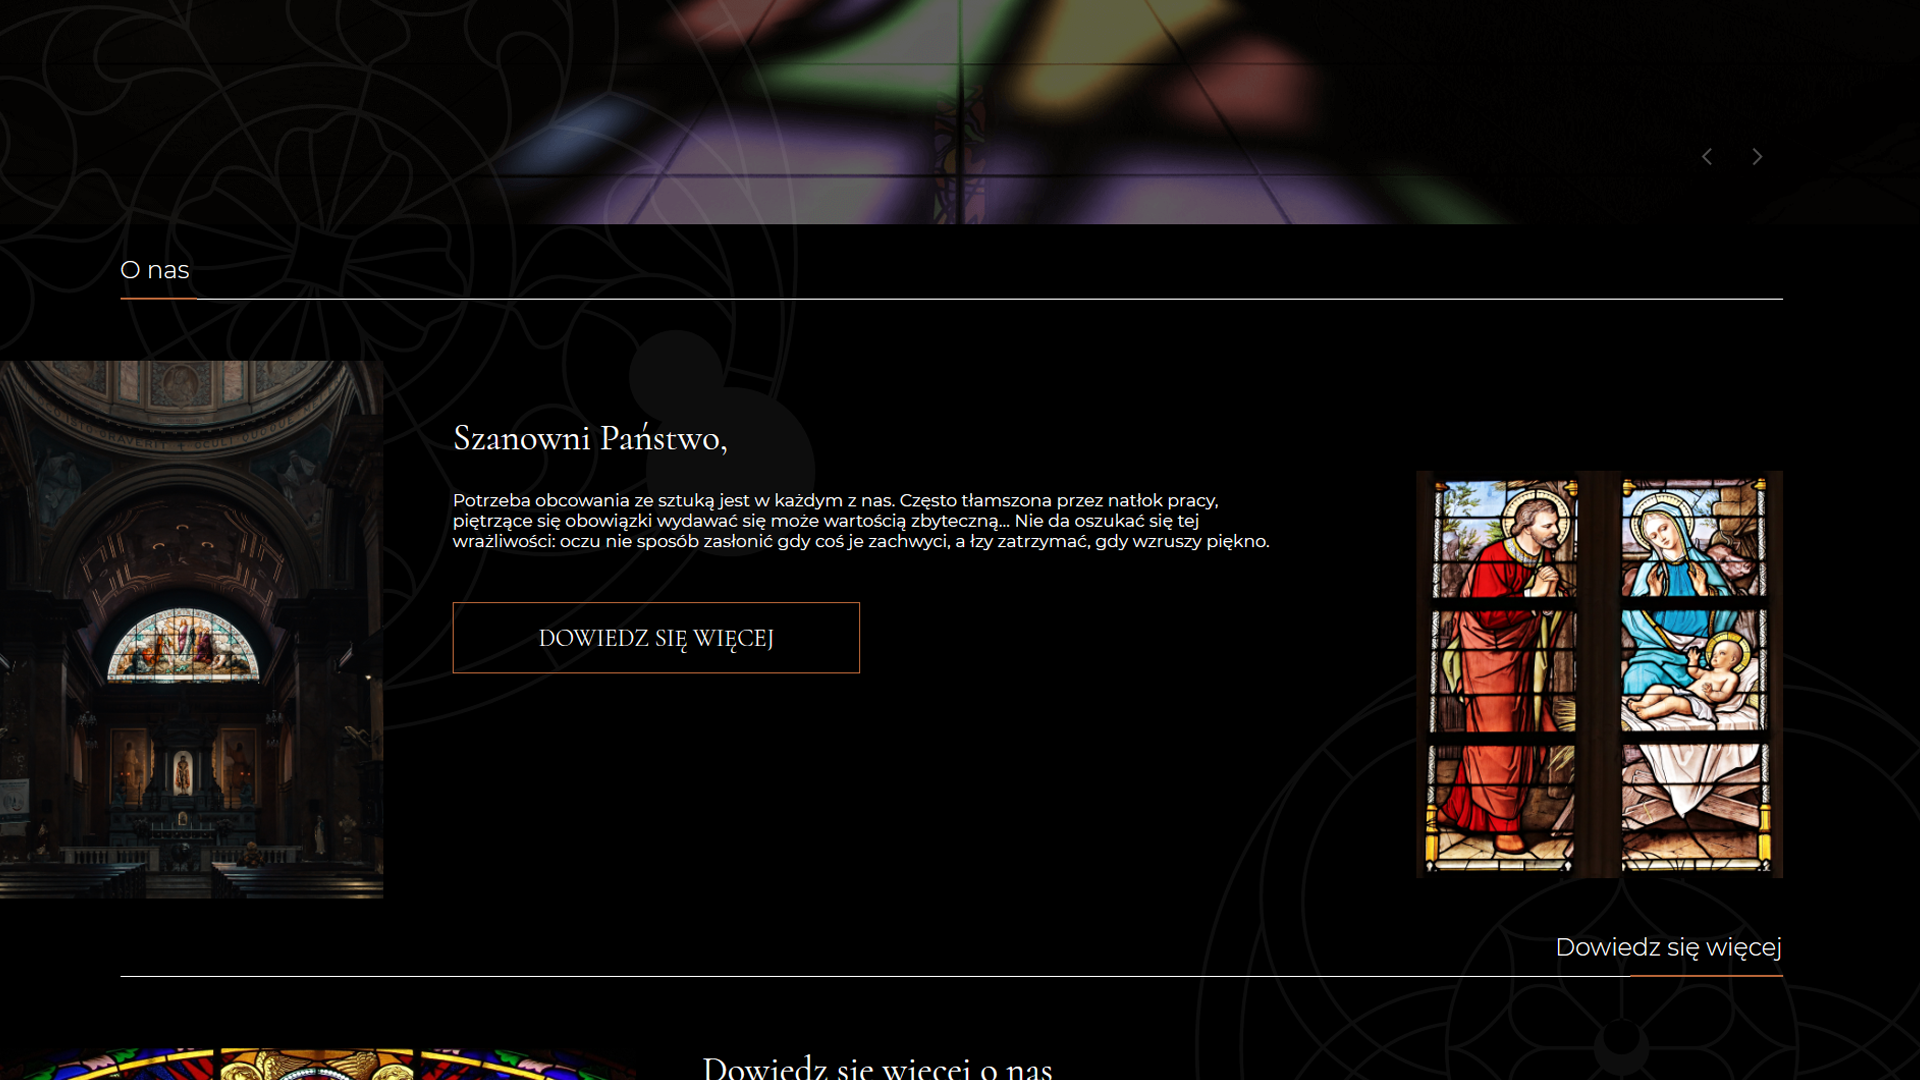 O nas
Szanowni Państwo,
Potrzeba obcowania ze sztuką jest w każdym z nas. Często tłamszona przez natłok pracy,
piętrzące się obowiązki wydawać się może wartością zbyteczną... Nie da oszukać się tej
wrażliwości: oczu nie sposób zasłonić gdy coś je zachwyci, a łzy zatrzymać, gdy wzruszy piękno.
DOWIEDZ SIĘ WIĘCEJ
Dowiedz się więcej
Dowiedz się więcej o nas